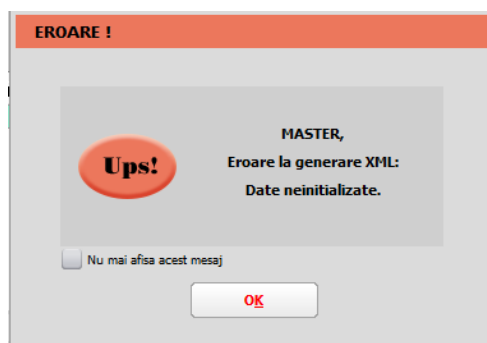 EROARE !
MASTER,
Ups!
Eroare la generare XML:
Date neinitializate.
Nu mai afisa acest mesaj
OK